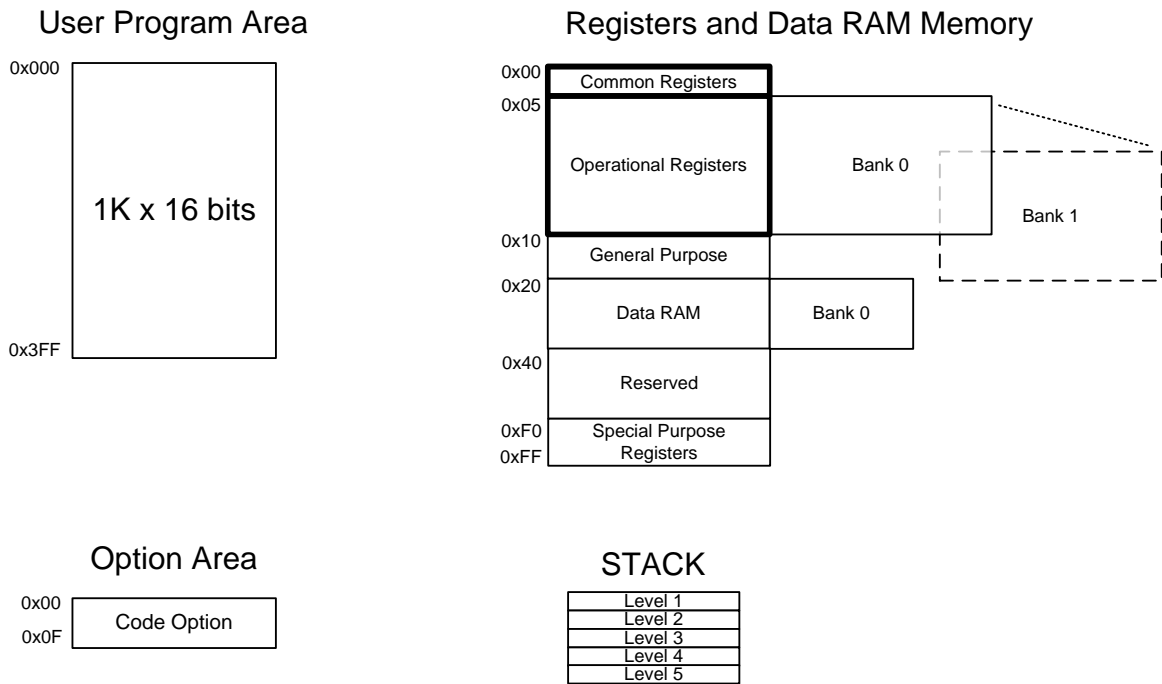 User Program Area
0x000
1K x 16 bits
0x3FF
Registers and Data RAM Memory
0x00
Common Registers
0x05
Operational Registers
Bank 0
Bank 1
0x10
General Purpose
0x20
Data RAM
Bank 0
0x40
Reserved
0xF0
Special Purpose
Registers
0xFF
Option Area
0x00
Code Option
0x0F
STACK
Level 1
Level 2
Level 3
Level 4
Level 5